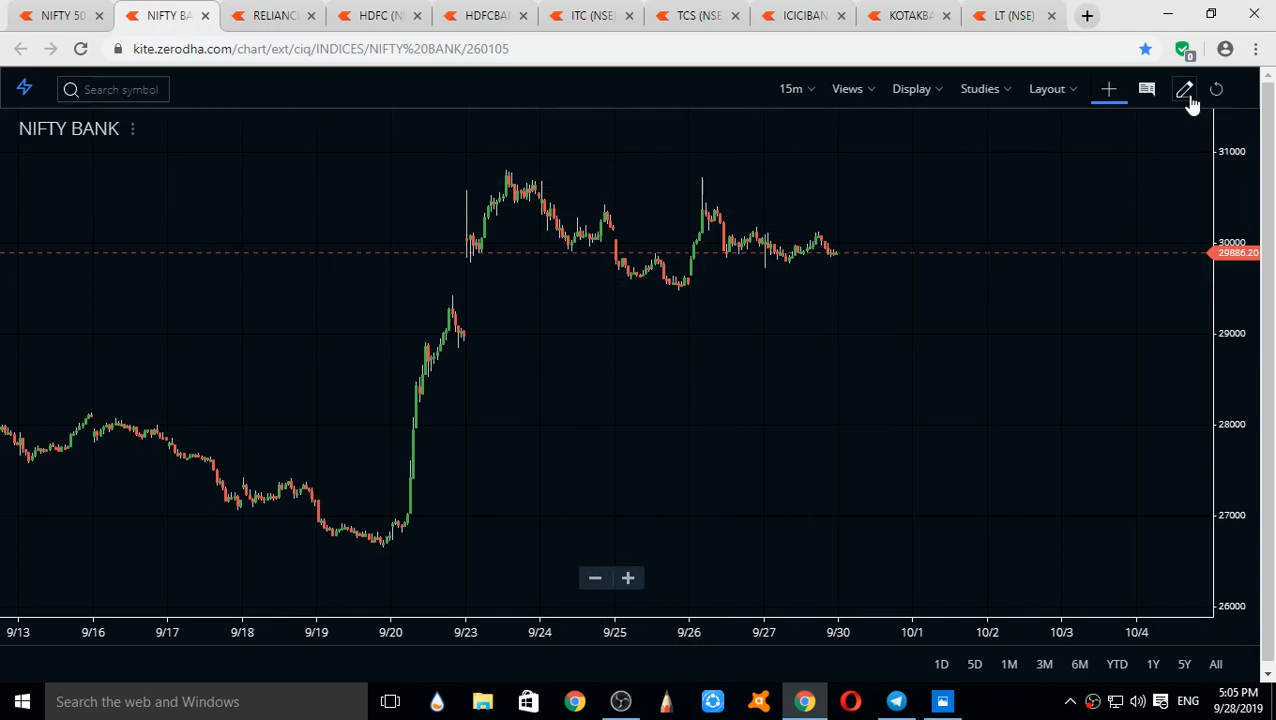 NIFTY 50
NIFTY BA
RELIANC
HDFC (N
HDFCBAN
ITC (NSE)
TCS (NSE)
ICICIBAN
KOTAKBA
LT (NSE)
kite.zerodha.com/chart/ext/ciq/INDICES/NIFTY%20BANK/260105
0
Search symbol
15m
Views
Display
Studies
Layout
NIFTY BANK
31000
30000
29886.20
29000
28000
27000
26000
9/13 9/16 9/17 9/18 9/19 9/20 9/23 9/24 9/25 9/26 9/27 9/30 10/1 10/2 10/3 10/4
1D 5D 1M 3M 6M YTD 1Y 5Y All
Search the web and Windows
ENG
5:05 PM
9/28/2019